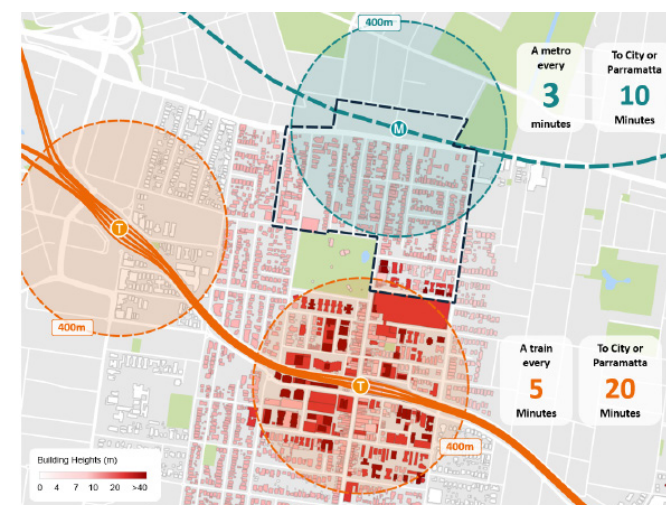 400m
A metro
every
3
minutes
To City or
Parramatta
10
Minutes
M
T
400m
T
400m
A train
every
5
Minutes
To City or
Parramatta
20
Minutes
Building Heights (m)
0 4 7 10 20 >40